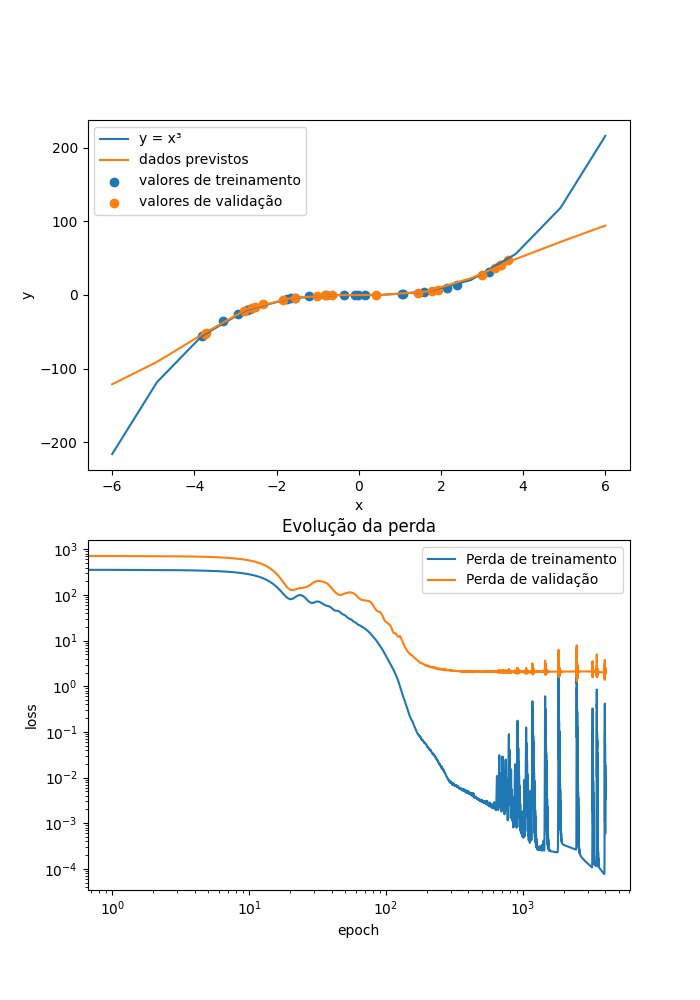 y = x³
dados previstos
valores de treinamento
valores de validação
200
100
0
−100
−200
y
−6
−4
−2
0
2
4
6
x
Evolução da perda
Perda de treinamento
Perda de validação
10³
10²
10¹
10⁰
10⁻¹
10⁻²
10⁻³
10⁻⁴
loss
10⁰
10¹
10²
10³
epoch